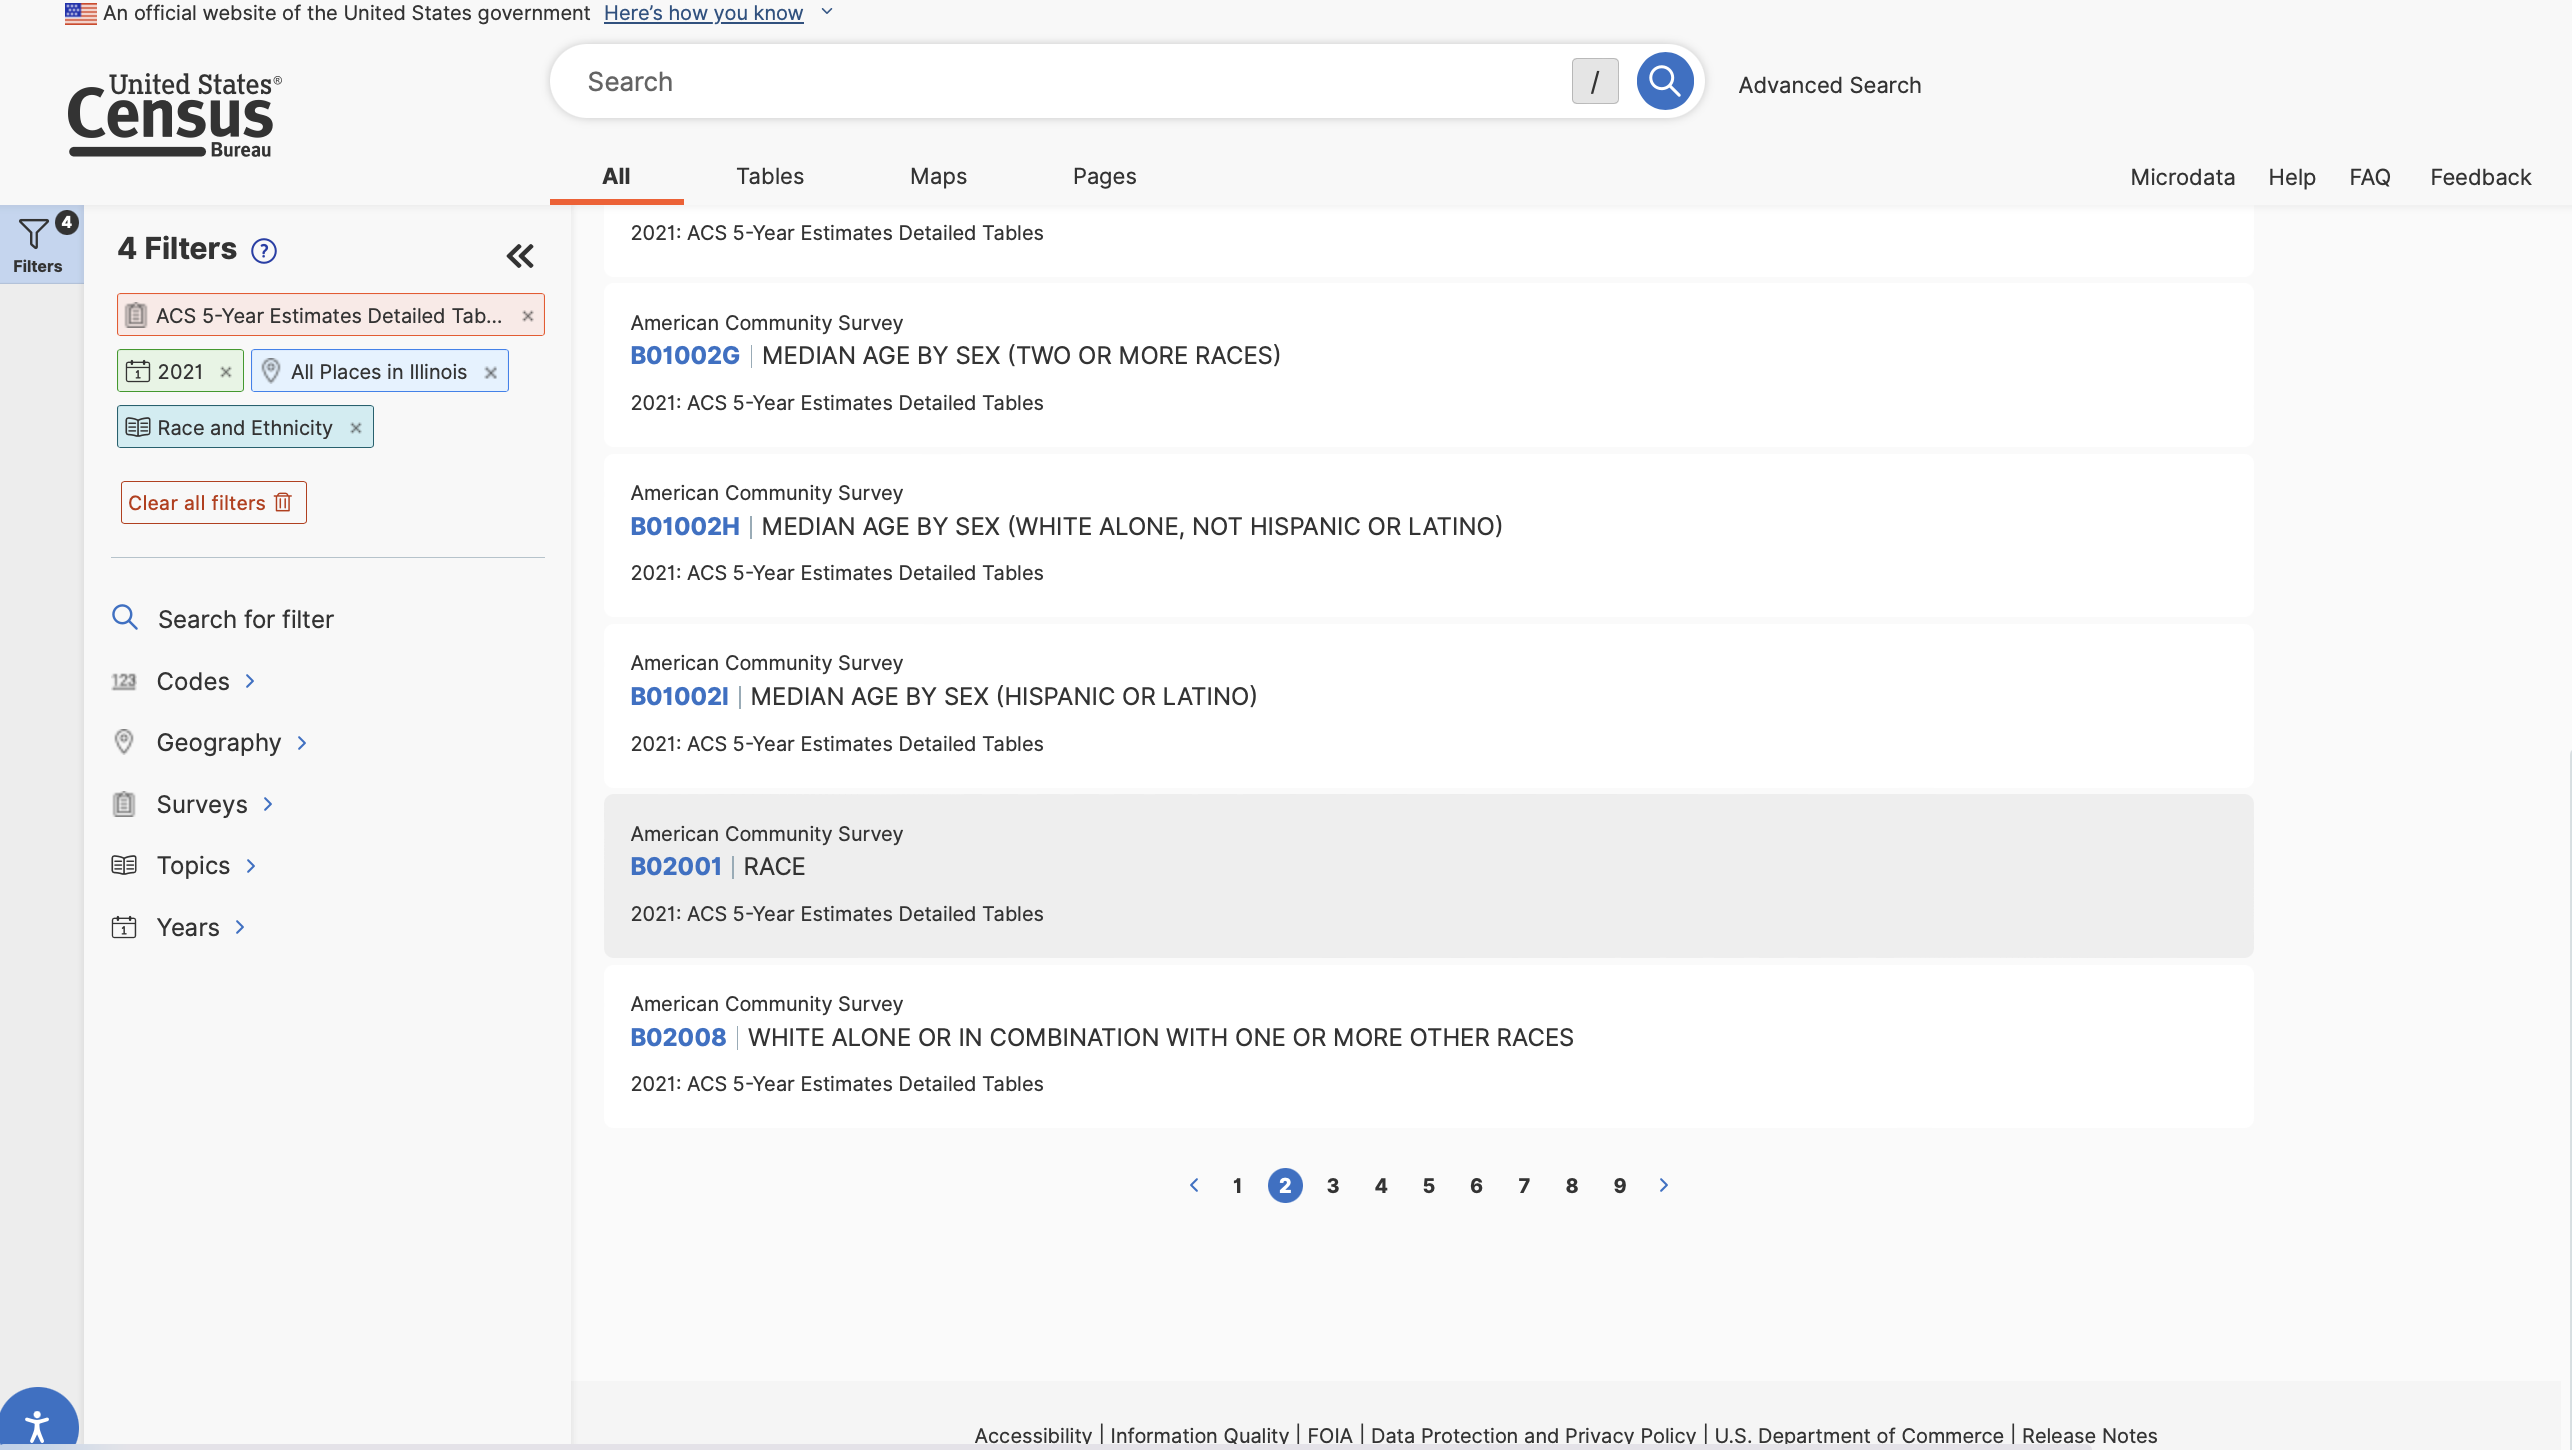 An official website of the United States government Here's how you know
United States®
Census
Bureau
Search
/
Advanced Search
All Tables Maps Pages
Microdata Help FAQ Feedback
4
Filters
4 Filters ?
ACS 5-Year Estimates Detailed Tab... ×
1 2021 × All Places in Illinois ×
Race and Ethnicity ×
Clear all filters
Search for filter
123 Codes
Geography
Surveys
Topics
1 Years
2021: ACS 5-Year Estimates Detailed Tables
American Community Survey
B01002G | MEDIAN AGE BY SEX (TWO OR MORE RACES)
2021: ACS 5-Year Estimates Detailed Tables
American Community Survey
B01002H | MEDIAN AGE BY SEX (WHITE ALONE, NOT HISPANIC OR LATINO)
2021: ACS 5-Year Estimates Detailed Tables
American Community Survey
B01002I | MEDIAN AGE BY SEX (HISPANIC OR LATINO)
2021: ACS 5-Year Estimates Detailed Tables
American Community Survey
B02001 | RACE
2021: ACS 5-Year Estimates Detailed Tables
American Community Survey
B02008 | WHITE ALONE OR IN COMBINATION WITH ONE OR MORE OTHER RACES
2021: ACS 5-Year Estimates Detailed Tables
1 2 3 4 5 6 7 8 9
Accessibility | Information Quality | FOIA | Data Protection and Privacy Policy | U.S. Department of Commerce | Release Notes